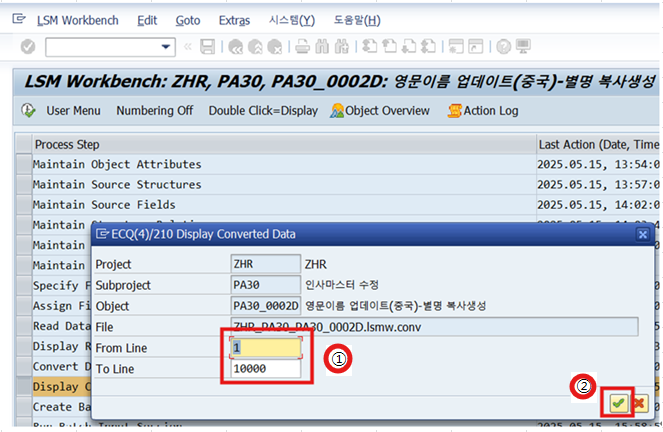 LSM Workbench Edit Goto Extras 시스템(Y) 도움말(H)
LSM Workbench: ZHR, PA30, PA30_0002D: 영문이름 업데이트(중국)-별명 복사생성
User Menu Numbering Off Double Click=Display Object Overview Action Log
Process Step Last Action (Date, Time
Maintain Object Attributes 2025.05.15, 13:54:0
Maintain Source Structures 2025.05.15, 13:57:0
Maintain Source Fields 2025.05.15, 14:02:0
Maintain
ECQ(4)/210 Display Converted Data
Maintain
Project ZHR ZHR
Maintain
Subproject PA30 인사마스터 수정
Specify F
Object PA30_0002D 영문이름 업데이트(중국)-별명 복사생성
Assign Fi
File ZHR_PA30_PA30_0002D.lsmw.conv
Read Data
From Line 1 ①
Display R
To Line 10000
Convert D
Display C ②
Create Ba